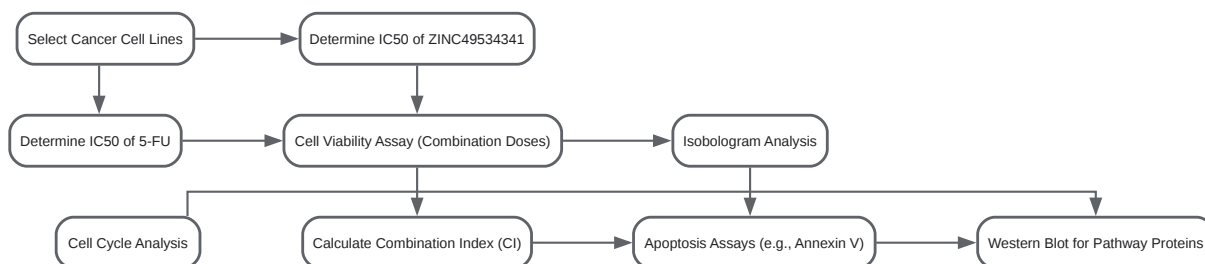 Select Cancer Cell Lines
Determine IC50 of ZINC49534341
Determine IC50 of 5-FU
Cell Viability Assay (Combination Doses)
Isobologram Analysis
Cell Cycle Analysis
Calculate Combination Index (CI)
Apoptosis Assays (e.g., Annexin V)
Western Blot for Pathway Proteins